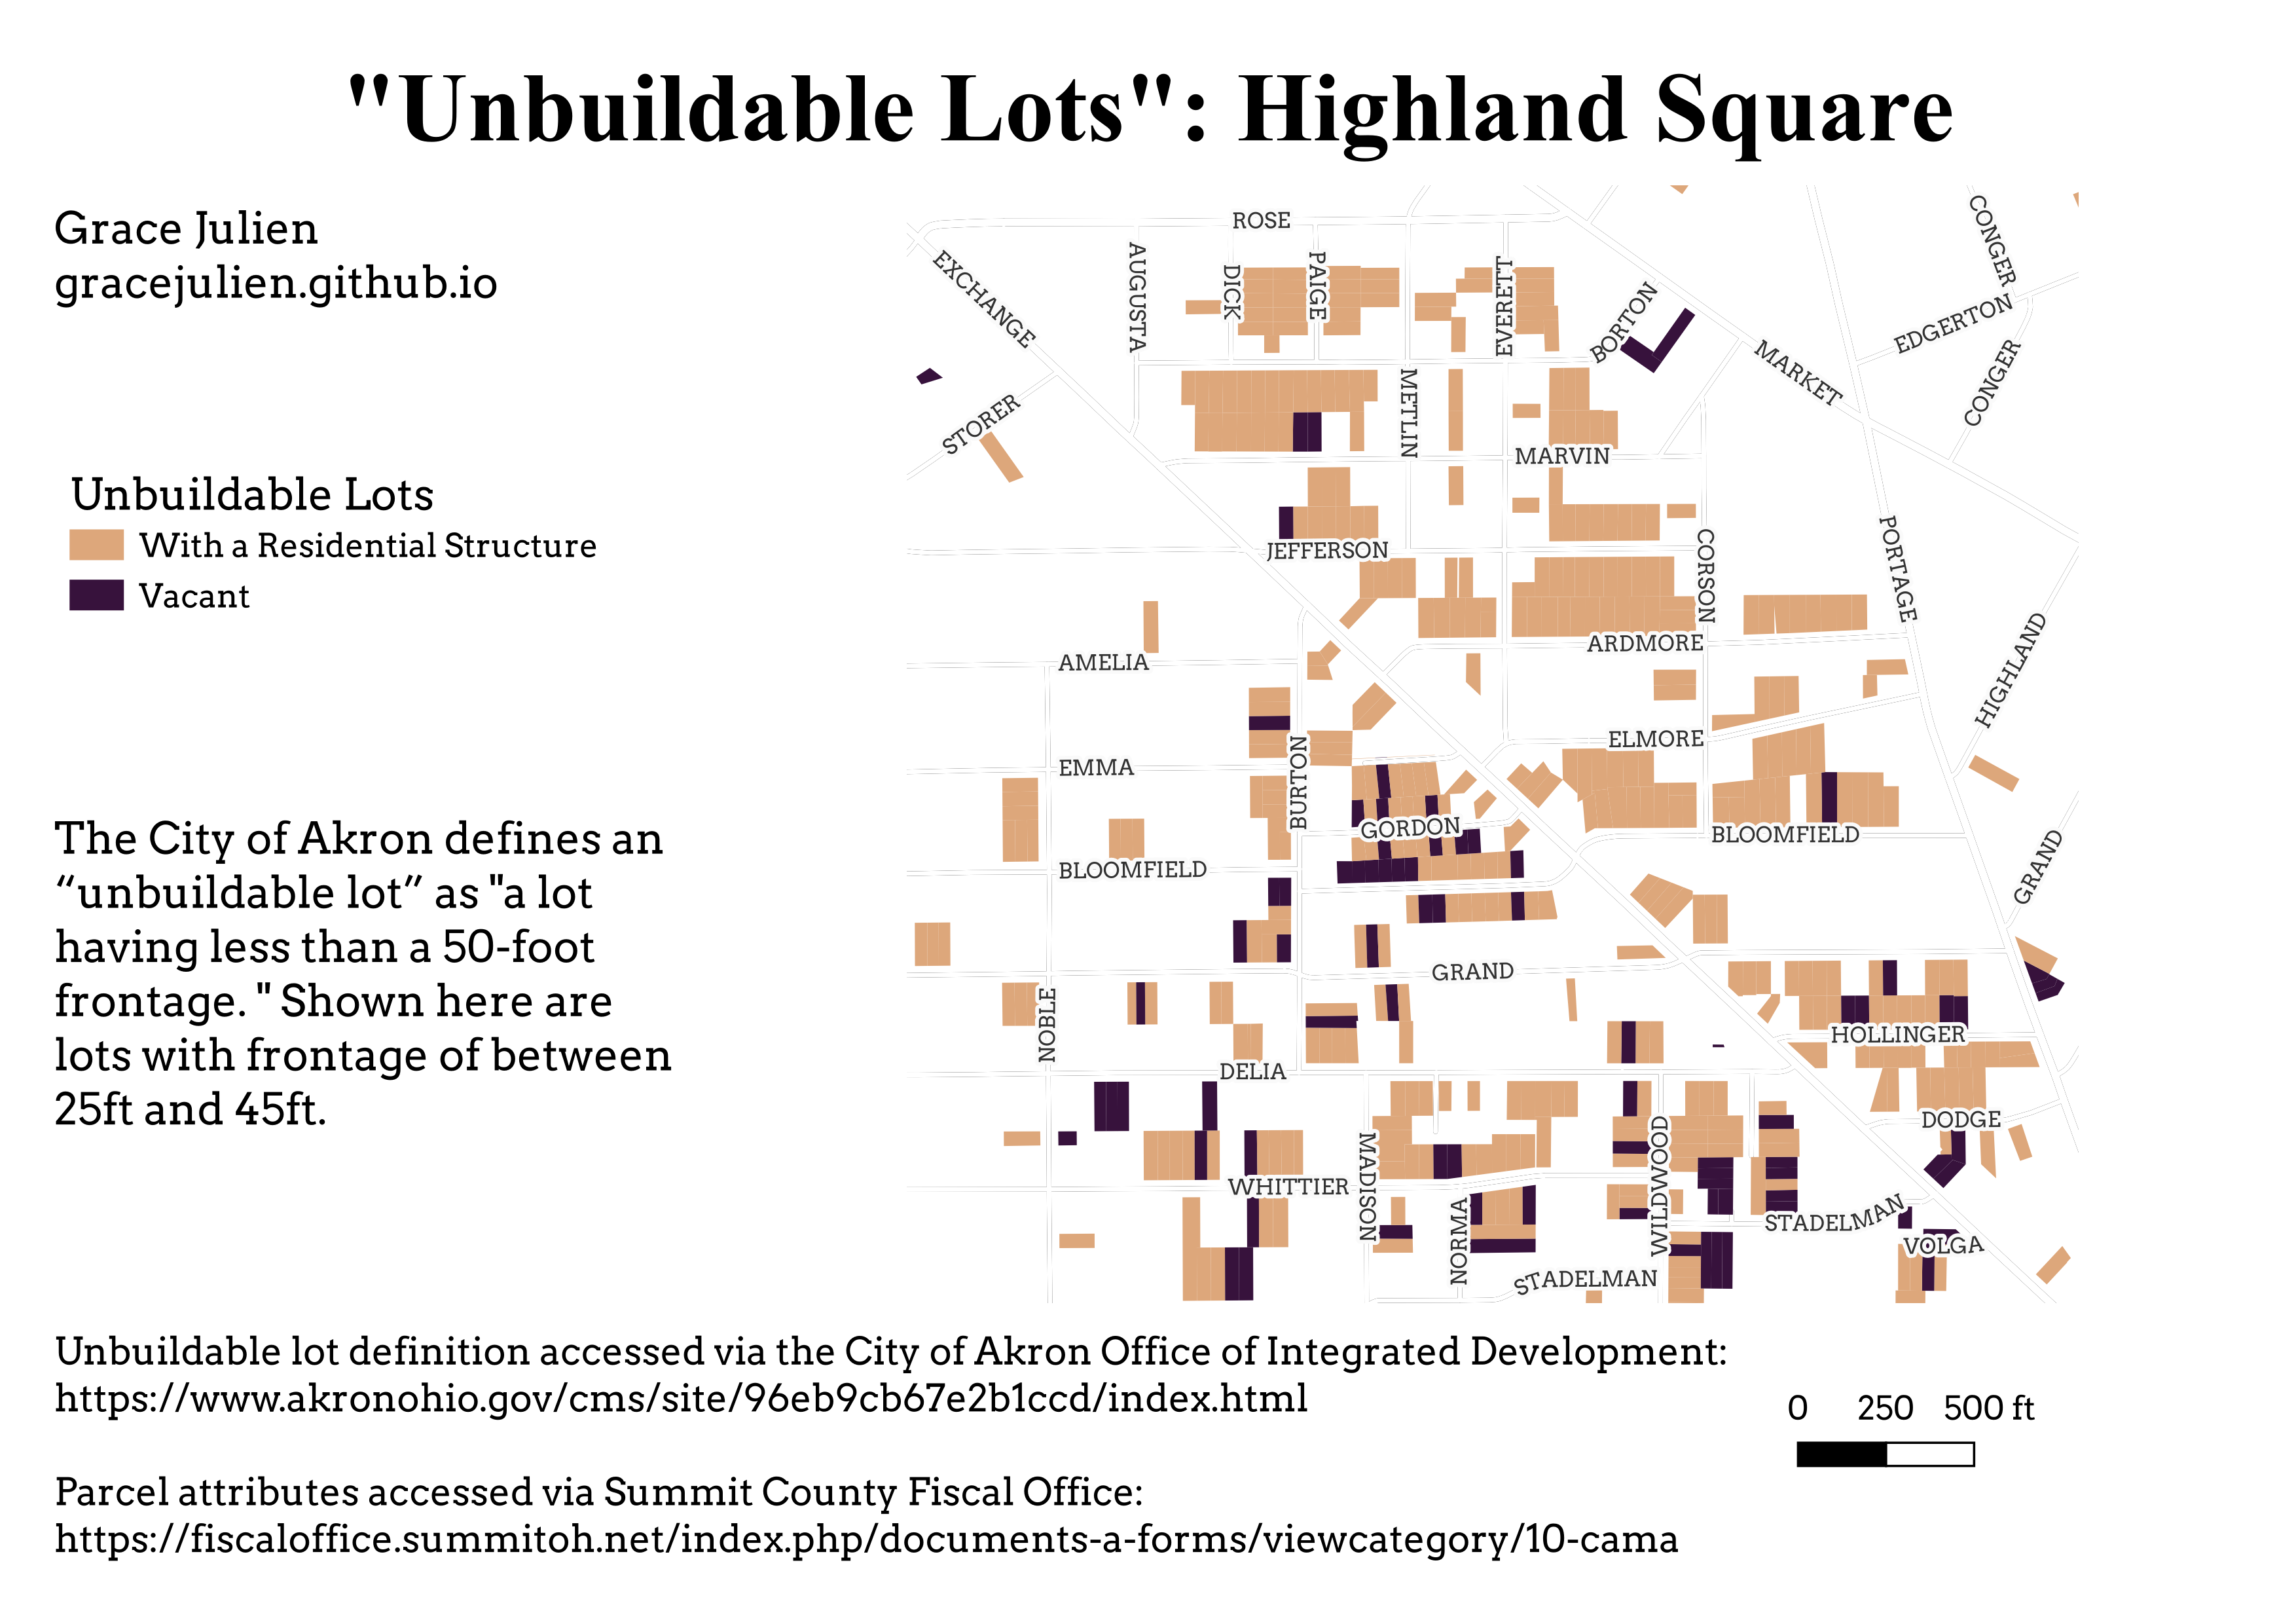 "Unbuildable Lots": Highland Square
Grace Julien
gracejulien.github.io
Unbuildable Lots
With a Residential Structure
Vacant
The City of Akron defines an
“unbuildable lot” as "a lot
having less than a 50-foot
frontage. " Shown here are
lots with frontage of between
25ft and 45ft.
ROSE
CONGER
EXCHANGE
AUGUSTA
DICK
PAIGE
EVERETT
BORTON
EDGERTON
MARKET
CONGER
STORER
METLIN
MARVIN
JEFFERSON
CORSON
PORTAGE
ARDMORE
HIGHLAND
AMELIA
ELMORE
EMMA
BURTON
GORDON
BLOOMFIELD
BLOOMFIELD
GRAND
GRAND
NOBLE
HOLLINGER
DELIA
DODGE
MADISON
WILDWOOD
WHITTIER
NORMA
STADELMAN
VOLGA
STADELMAN
Unbuildable lot definition accessed via the City of Akron Office of Integrated Development:
https://www.akronohio.gov/cms/site/96eb9cb67e2b1ccd/index.html
0 250 500 ft
Parcel attributes accessed via Summit County Fiscal Office:
https://fiscaloffice.summitoh.net/index.php/documents-a-forms/viewcategory/10-cama